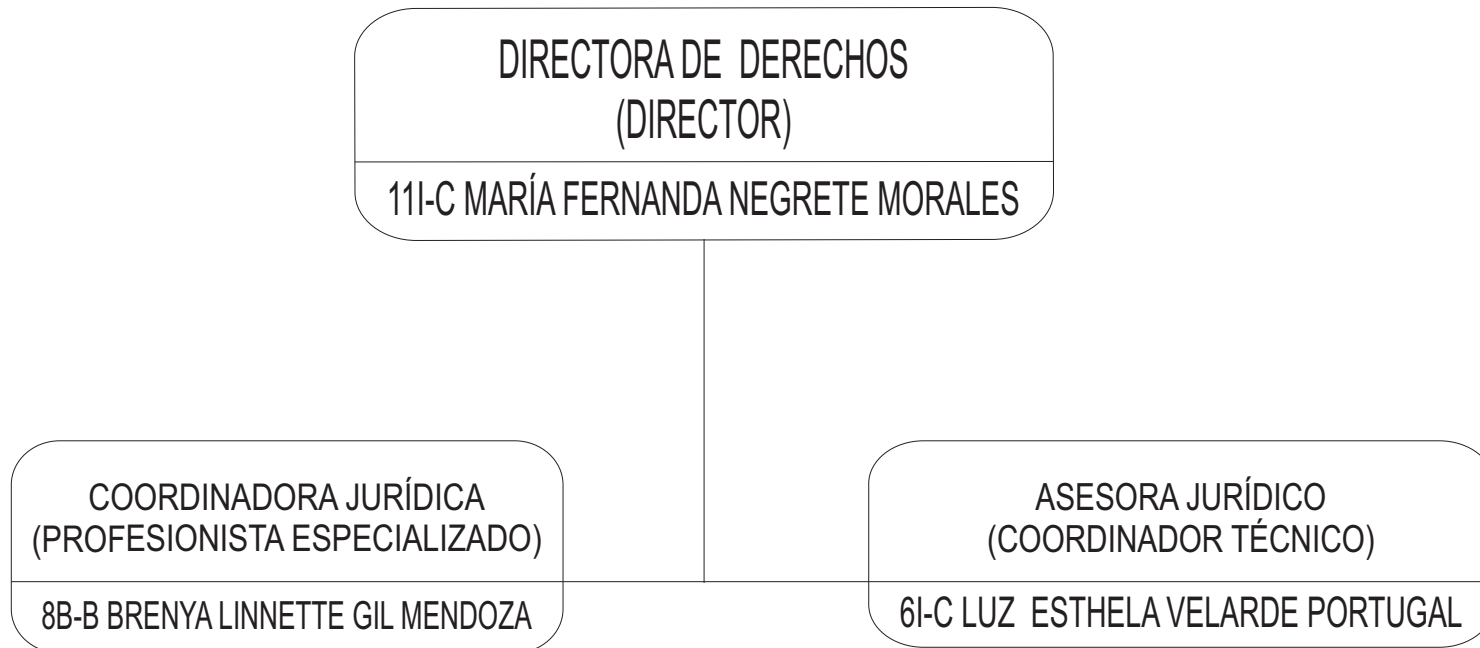 DIRECTORA DE DERECHOS
(DIRECTOR)
11I-C MARÍA FERNANDA NEGRETE MORALES
COORDINADORA JURÍDICA
(PROFESIONISTA ESPECIALIZADO)
8B-B BRENYA LINNETTE GIL MENDOZA
ASESORA JURÍDICO
(COORDINADOR TÉCNICO)
6I-C LUZ ESTHELA VELARDE PORTUGAL